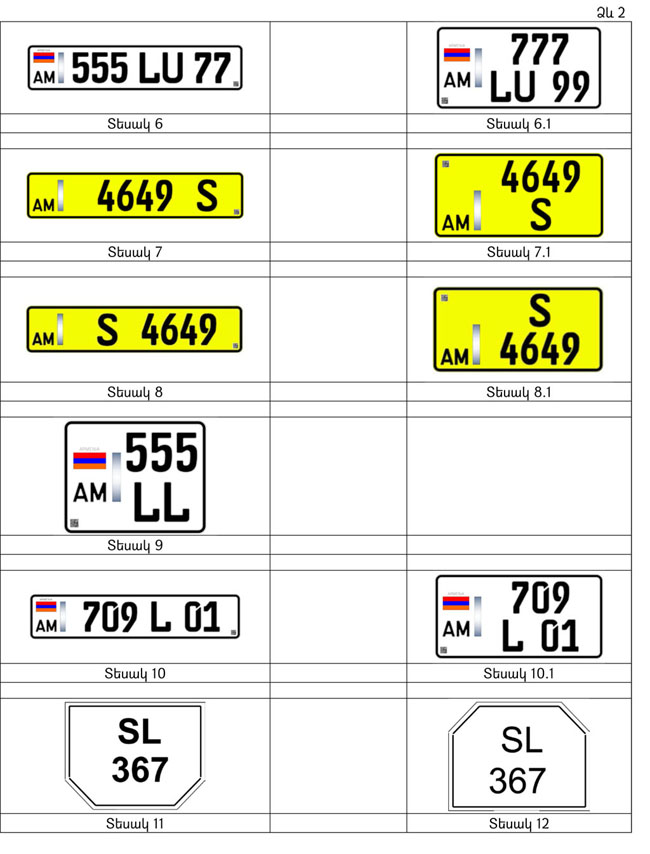 Ձև 2
AM 555 LU 77
777
AM LU 99
Տեսակ 6
Տեսակ 6.1
AM 4649 S
4649
AM S
Տեսակ 7
Տեսակ 7.1
AM S 4649
S
AM 4649
Տեսակ 8
Տեսակ 8.1
555
AM LL
Տեսակ 9
AM 709 L 01
709
AM L 01
Տեսակ 10
Տեսակ 10.1
SL
367
SL
367
Տեսակ 11
Տեսակ 12